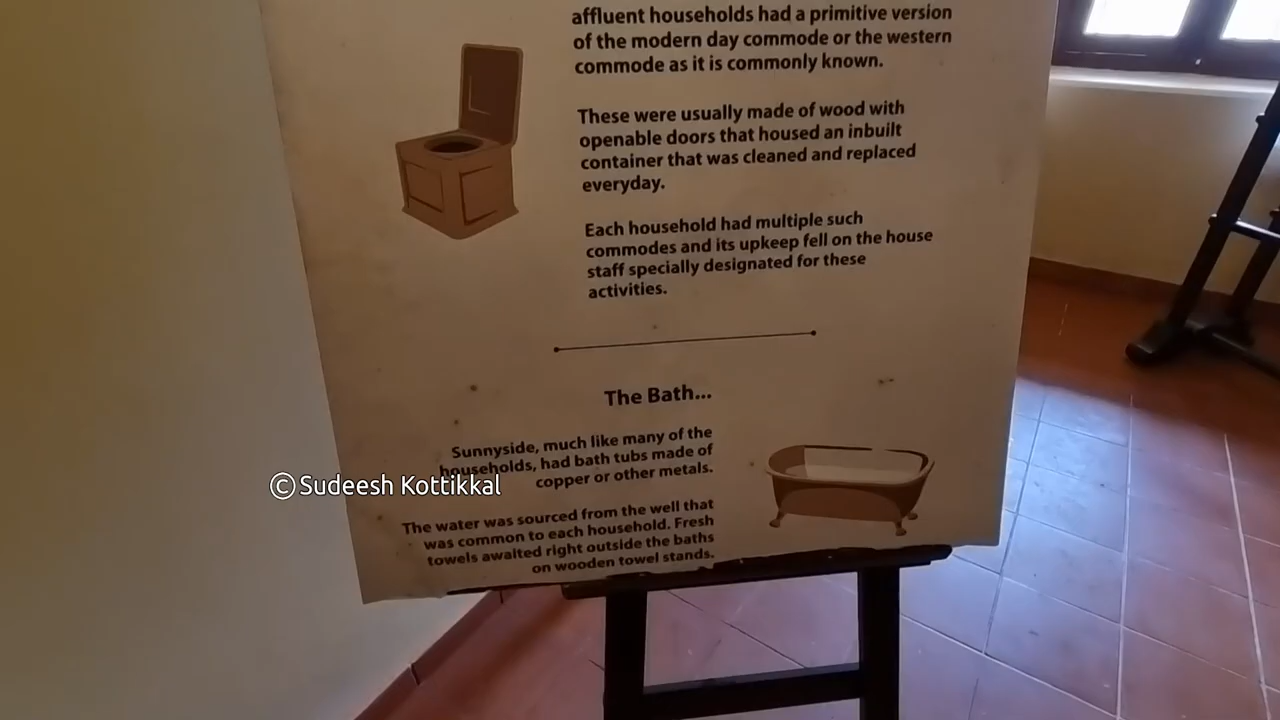 affluent households had a primitive version
of the modern day commode or the western
commode as it is commonly known.
These were usually made of wood with
openable doors that housed an inbuilt
container that was cleaned and replaced
everyday.
Each household had multiple such
commodes and its upkeep fell on the house
staff specially designated for these
activities.
The Bath...
Sunnyside, much like many of the
households, had bath tubs made of
copper or other metals.
©Sudeesh Kottikkal
The water was sourced from the well that
was common to each household. Fresh
towels awaited right outside the baths
on wooden towel stands.